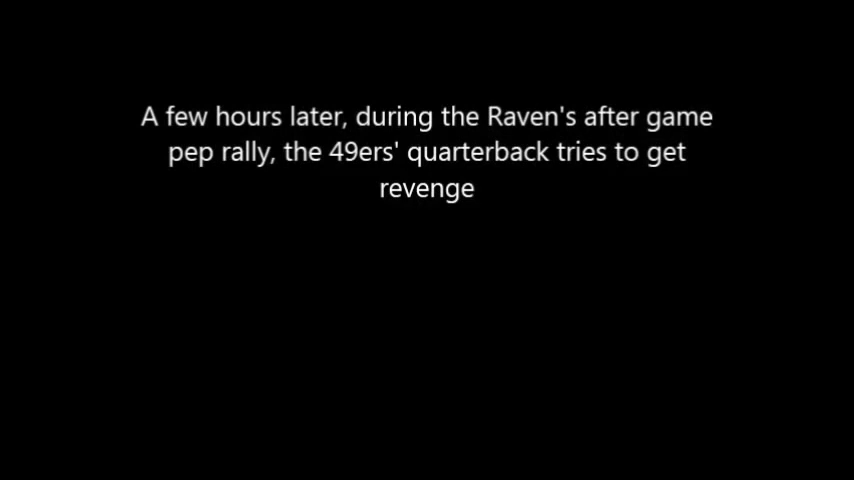 A few hours later, during the Raven's after game
pep rally, the 49ers' quarterback tries to get
revenge